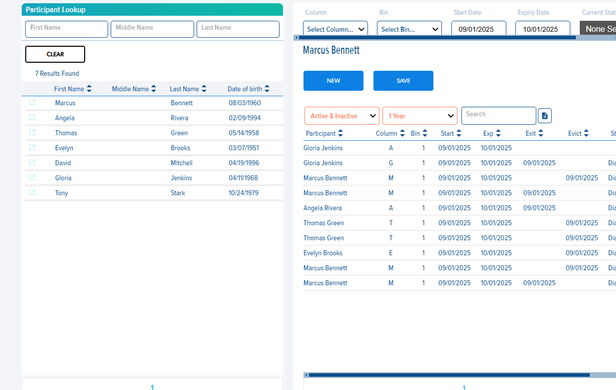 Participant Lookup
First Name Middle Name Last Name
CLEAR
7 Results Found
First Name Middle Name Last Name Date of birth
Marcus Bennett 08/03/1960
Angela Rivera 02/09/1994
Thomas Green 05/14/1958
Evelyn Brooks 03/07/1951
David Mitchell 04/19/1996
Gloria Jenkins 04/11/1968
Tony Stark 10/24/1979
1
Column Bin: Start Date Expiry Date Current Stat
Select Column... Select Bin... 09/01/2025 10/01/2025 None Se
Marcus Bennett
NEW SAVE
Active & Inactive 1 Year Search
Participant Column Bin Start Exp Exit Evict St
Gloria Jenkins A 1 09/01/2025 10/01/2025
Gloria Jenkins G 1 09/01/2025 10/01/2025 09/01/2025 Dia
Marcus Bennett M 1 09/01/2025 10/01/2025 09/01/2025 Dia
Marcus Bennett M 1 09/01/2025 10/01/2025 09/01/2025 Dia
Angela Rivera A 1 09/01/2025 10/01/2025 09/01/2025 Dia
Thomas Green T 1 09/01/2025 10/01/2025 09/01/2025 Dia
Thomas Green T 1 09/01/2025 10/01/2025 09/01/2025 Dia
Evelyn Brooks E 1 09/01/2025 10/01/2025 09/01/2025 Dia
Marcus Bennett M 1 09/01/2025 10/01/2025 09/01/2025 Dia
Marcus Bennett M 1 09/01/2025 10/01/2025 09/01/2025 Dia
1